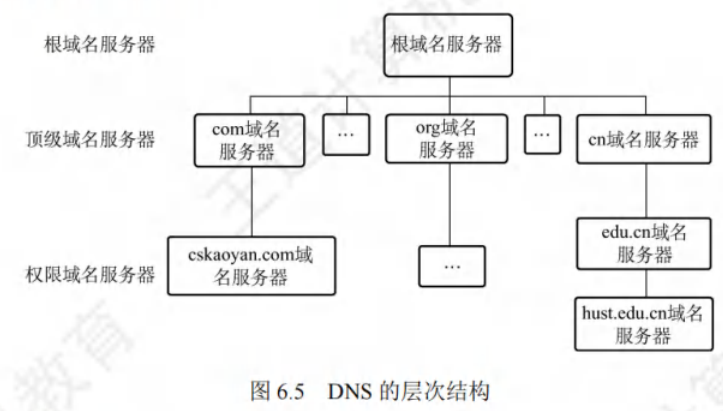 根域名服务器
根域名服务器
顶级域名服务器
com域名
服务器
...
org域名
服务器
...
cn域名服务器
权限域名服务器
cskaoyan.com域
名服务器
...
edu.cn域名
服务器
hust.edu.cn域名
服务器
图 6.5 DNS 的层次结构